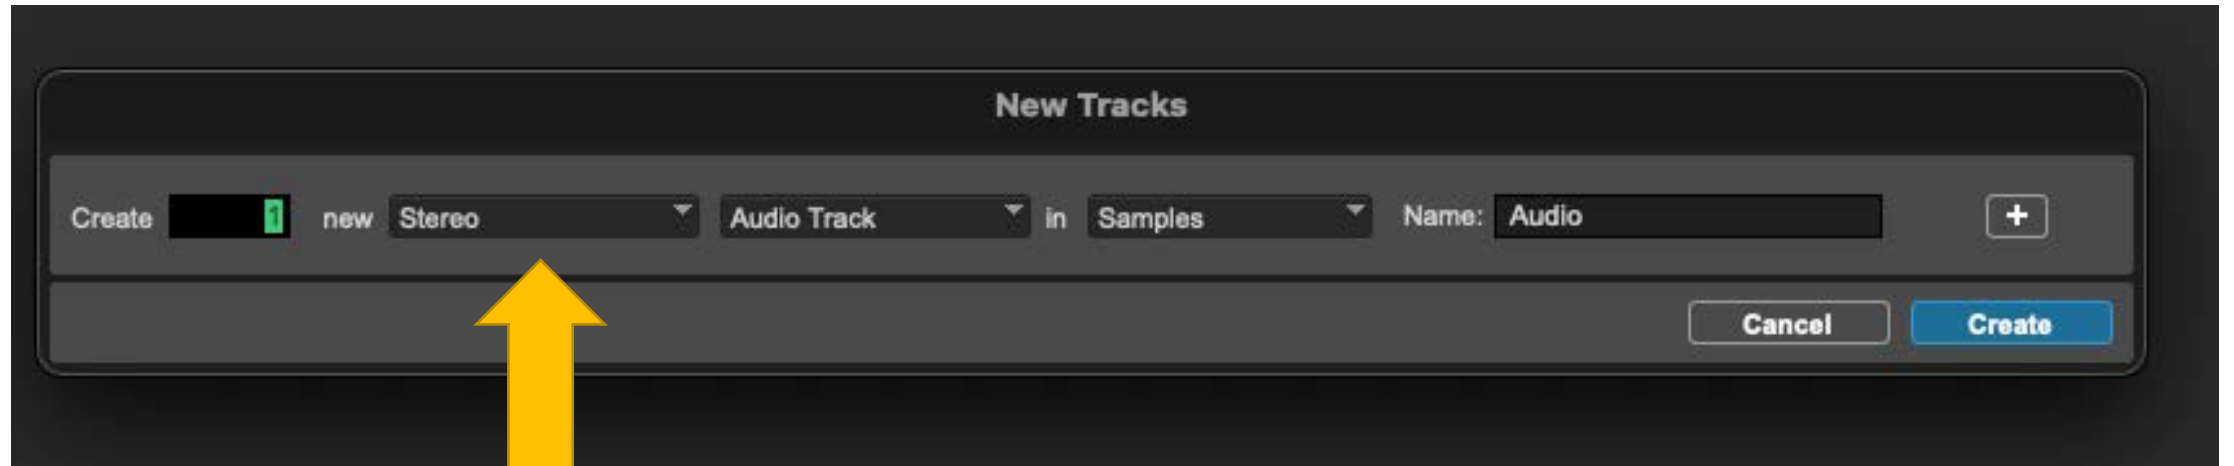 New Tracks
Create 1 new Stereo Audio Track in Samples Name: Audio +
Cancel Create